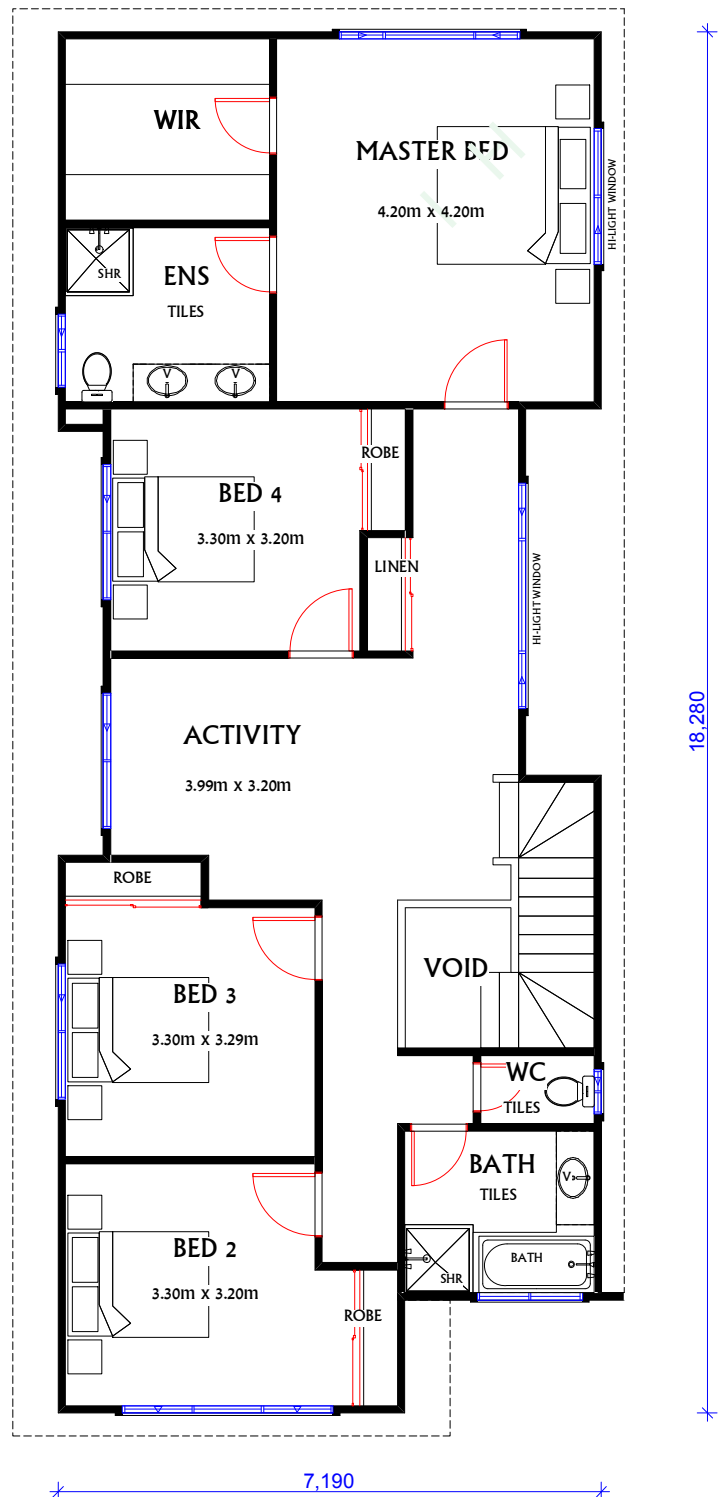 WIR
MASTER BED
4.20m x 4.20m
HI-LIGHT WINDOW
ENS
TILES
SHR
V
V
BED 4
3.30m x 3.20m
ROBE
LINEN
HI-LIGHT WINDOW
ACTIVITY
3.99m x 3.20m
18,280
ROBE
BED 3
3.30m x 3.29m
VOID
WC
TILES
BATH
TILES
V
BED 2
3.30m x 3.20m
ROBE
SHR
BATH
7,190